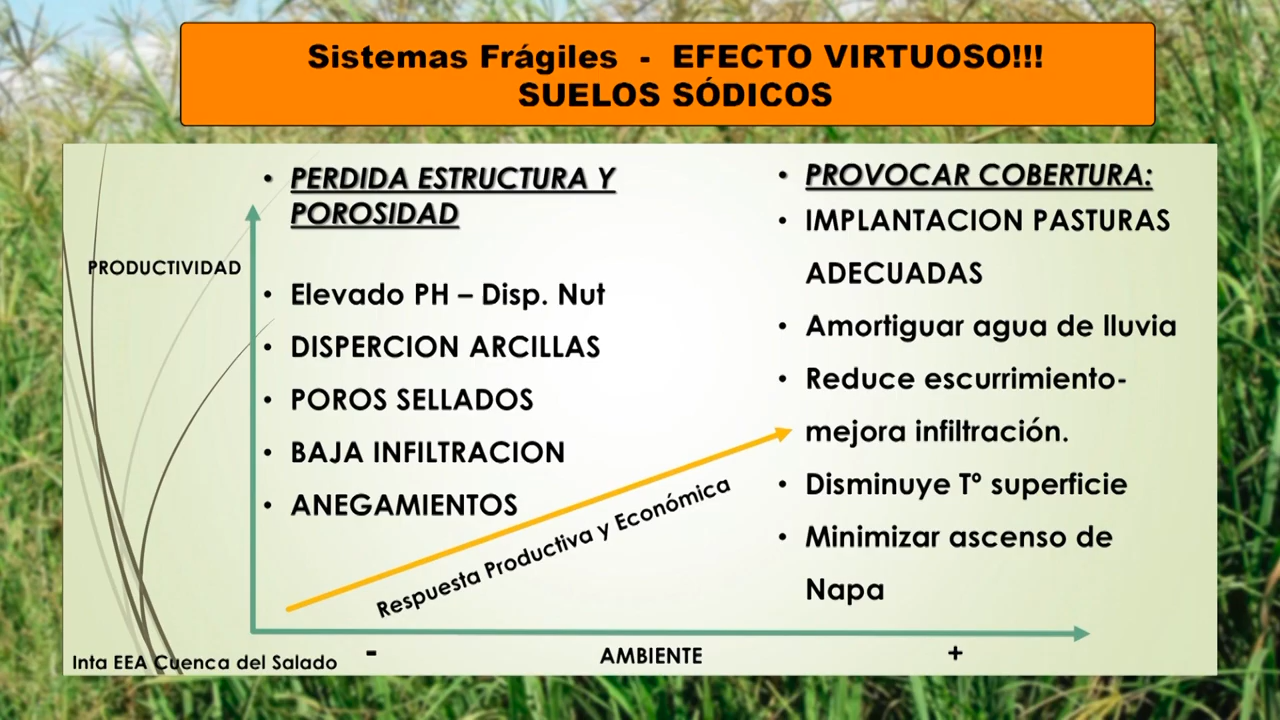 Sistemas Frágiles - EFECTO VIRTUOSO!!!
SUELOS SÓDICOS
PRODUCTIVIDAD
• PERDIDA ESTRUCTURA Y
POROSIDAD
• Elevado PH – Disp. Nut
• DISPERCION ARCILLAS
• POROS SELLADOS
• BAJA INFILTRACION
• ANEGAMIENTOS
• PROVOCAR COBERTURA:
• IMPLANTACION PASTURAS
ADECUADAS
• Amortiguar agua de lluvia
• Reduce escurrimiento-
mejora infiltración.
• Disminuye Tº superficie
• Minimizar ascenso de
Napa
Respuesta Productiva y Económica
- AMBIENTE +
Inta EEA Cuenca del Salado